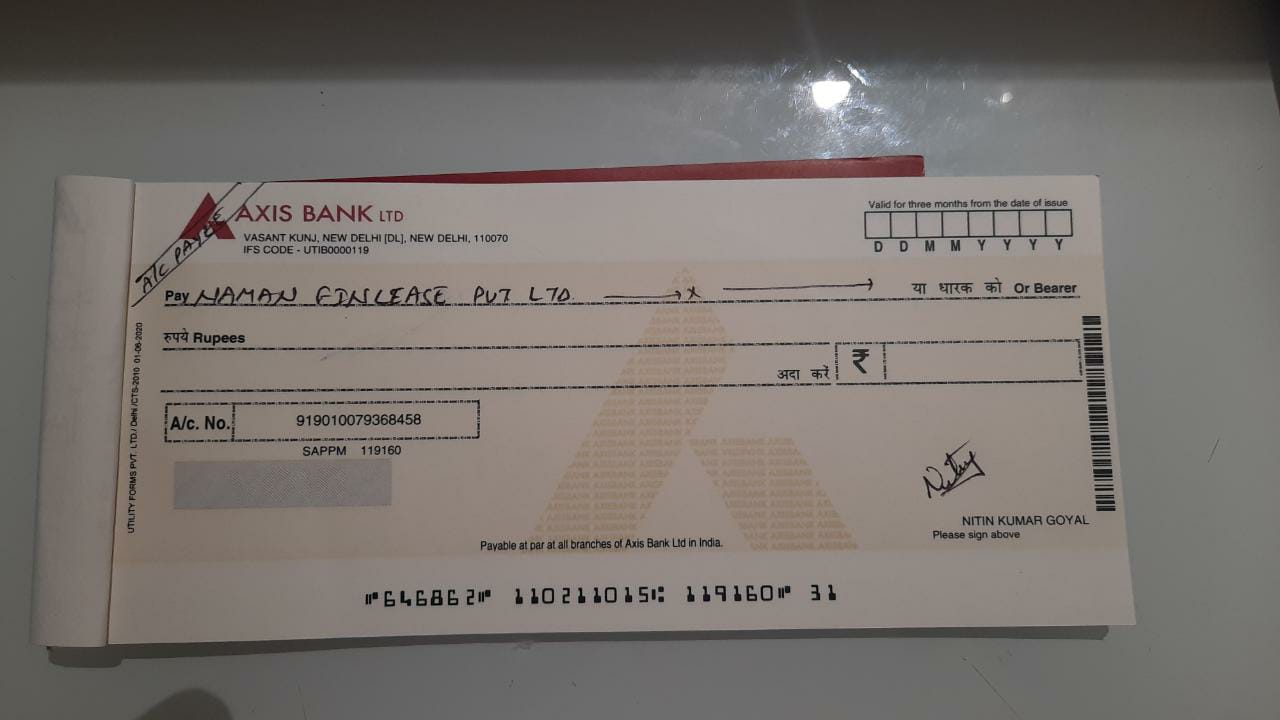 A/C PAYEE
AXIS BANK LTD
VASANT KUNJ, NEW DELHI [DL], NEW DELHI, 110070
IFS CODE - UTIB0000119
Valid for three months from the date of issue
D D M M Y Y Y Y
Pay NAMAN FINLEASE PVT LTD x या धारक को Or Bearer
रुपये Rupees
अदा करें ₹
A/c. No. 919010079368458
SAPPM 119160
UTILITY FORMS PVT. LTD./ Delhi /CTS-2010 01-06-2020
Nitin
NITIN KUMAR GOYAL
Please sign above
Payable at par at all branches of Axis Bank Ltd in India.
⑈646862⑈ 110211015⑆ 119160⑈ 31